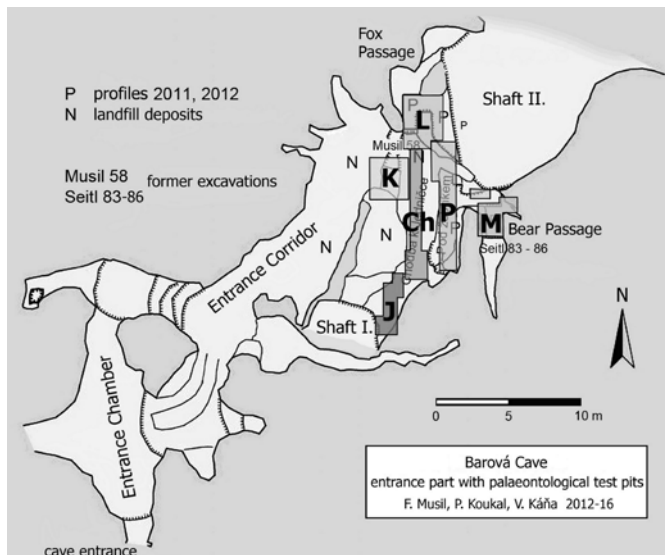 Fox
Passage
Shaft II.
P profiles 2011, 2012
N landfill deposits
Musil 58 former excavations
Seitl 83-86
P
P
P
L
Musil 58
N
N
K
Ch
P
P
M
Bear Passage
Seitl 83 - 86
N
N
Entrance Corridor
J
Shaft I.
Entrance Chamber
N
0 5 10 m
Barová Cave
entrance part with palaeontological test pits
F. Musil, P. Koukal, V. Káňa 2012-16
cave entrance